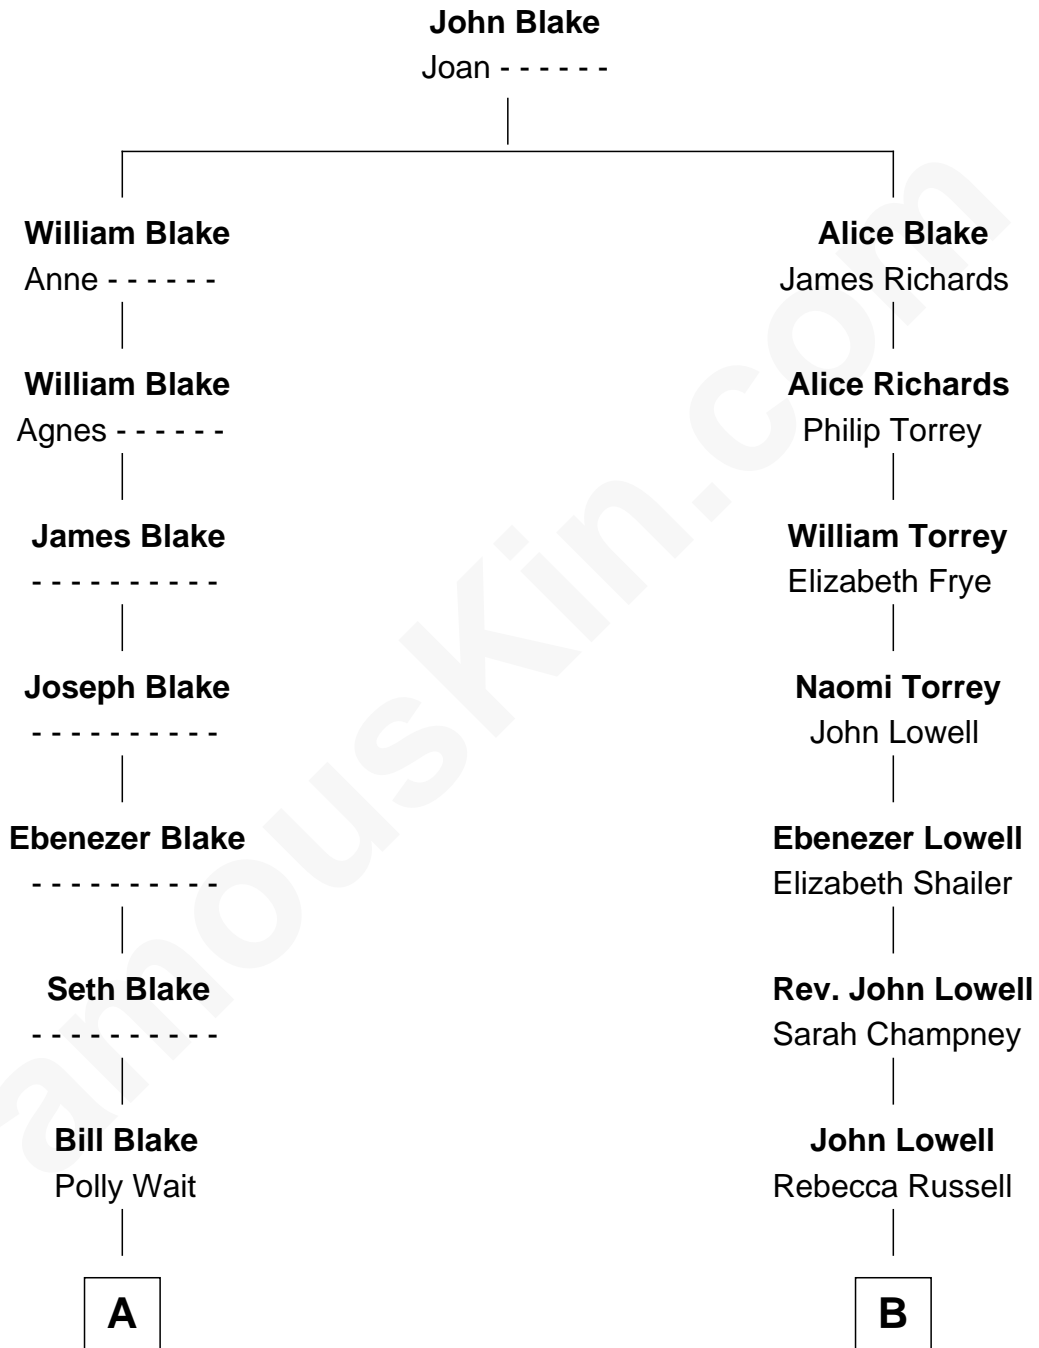 John Blake
Joan - - - - - -
William Blake
Anne - - - - - -
Alice Blake
James Richards
William Blake
Agnes - - - - - -
Alice Richards
Philip Torrey
James Blake
- - - - - - - - - -
William Torrey
Elizabeth Frye
Joseph Blake
- - - - - - - - - -
Naomi Torrey
John Lowell
Ebenezer Blake
- - - - - - - - - -
Ebenezer Lowell
Elizabeth Shailer
Seth Blake
- - - - - - - - - -
Rev. John Lowell
Sarah Champney
Bill Blake
Polly Wait
John Lowell
Rebecca Russell
A
B
amouskin.com